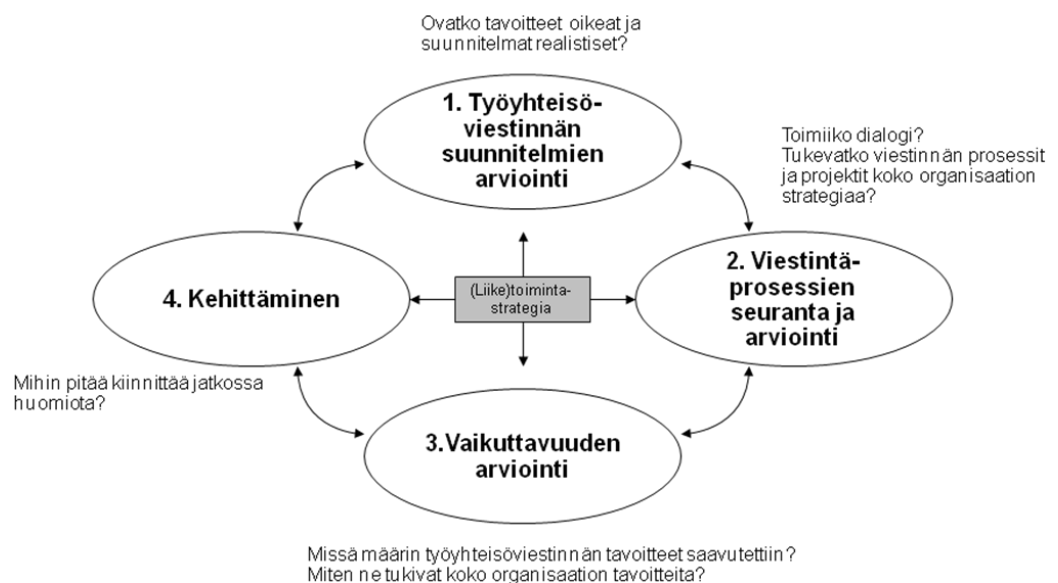 Ovatko tavoitteet oikeat ja
suunnitelmat realistiset?
1. Työyhteisö-
viestinnän
suunnitelmien
arviointi
Toimiiko dialogi?
Tukevatko viestinnän prosessit
ja projektit koko organisaation
strategiaa?
2. Viestintä-
prosessien
seuranta ja
arviointi
(Liike)toiminta-
strategia
4. Kehittäminen
Mihin pitää kiinnittää jatkossa
huomiota?
3.Vaikuttavuuden
arviointi
Missä määrin työyhteisöviestinnän tavoitteet saavutettiin?
Miten ne tukivat koko organisaation tavoitteita?